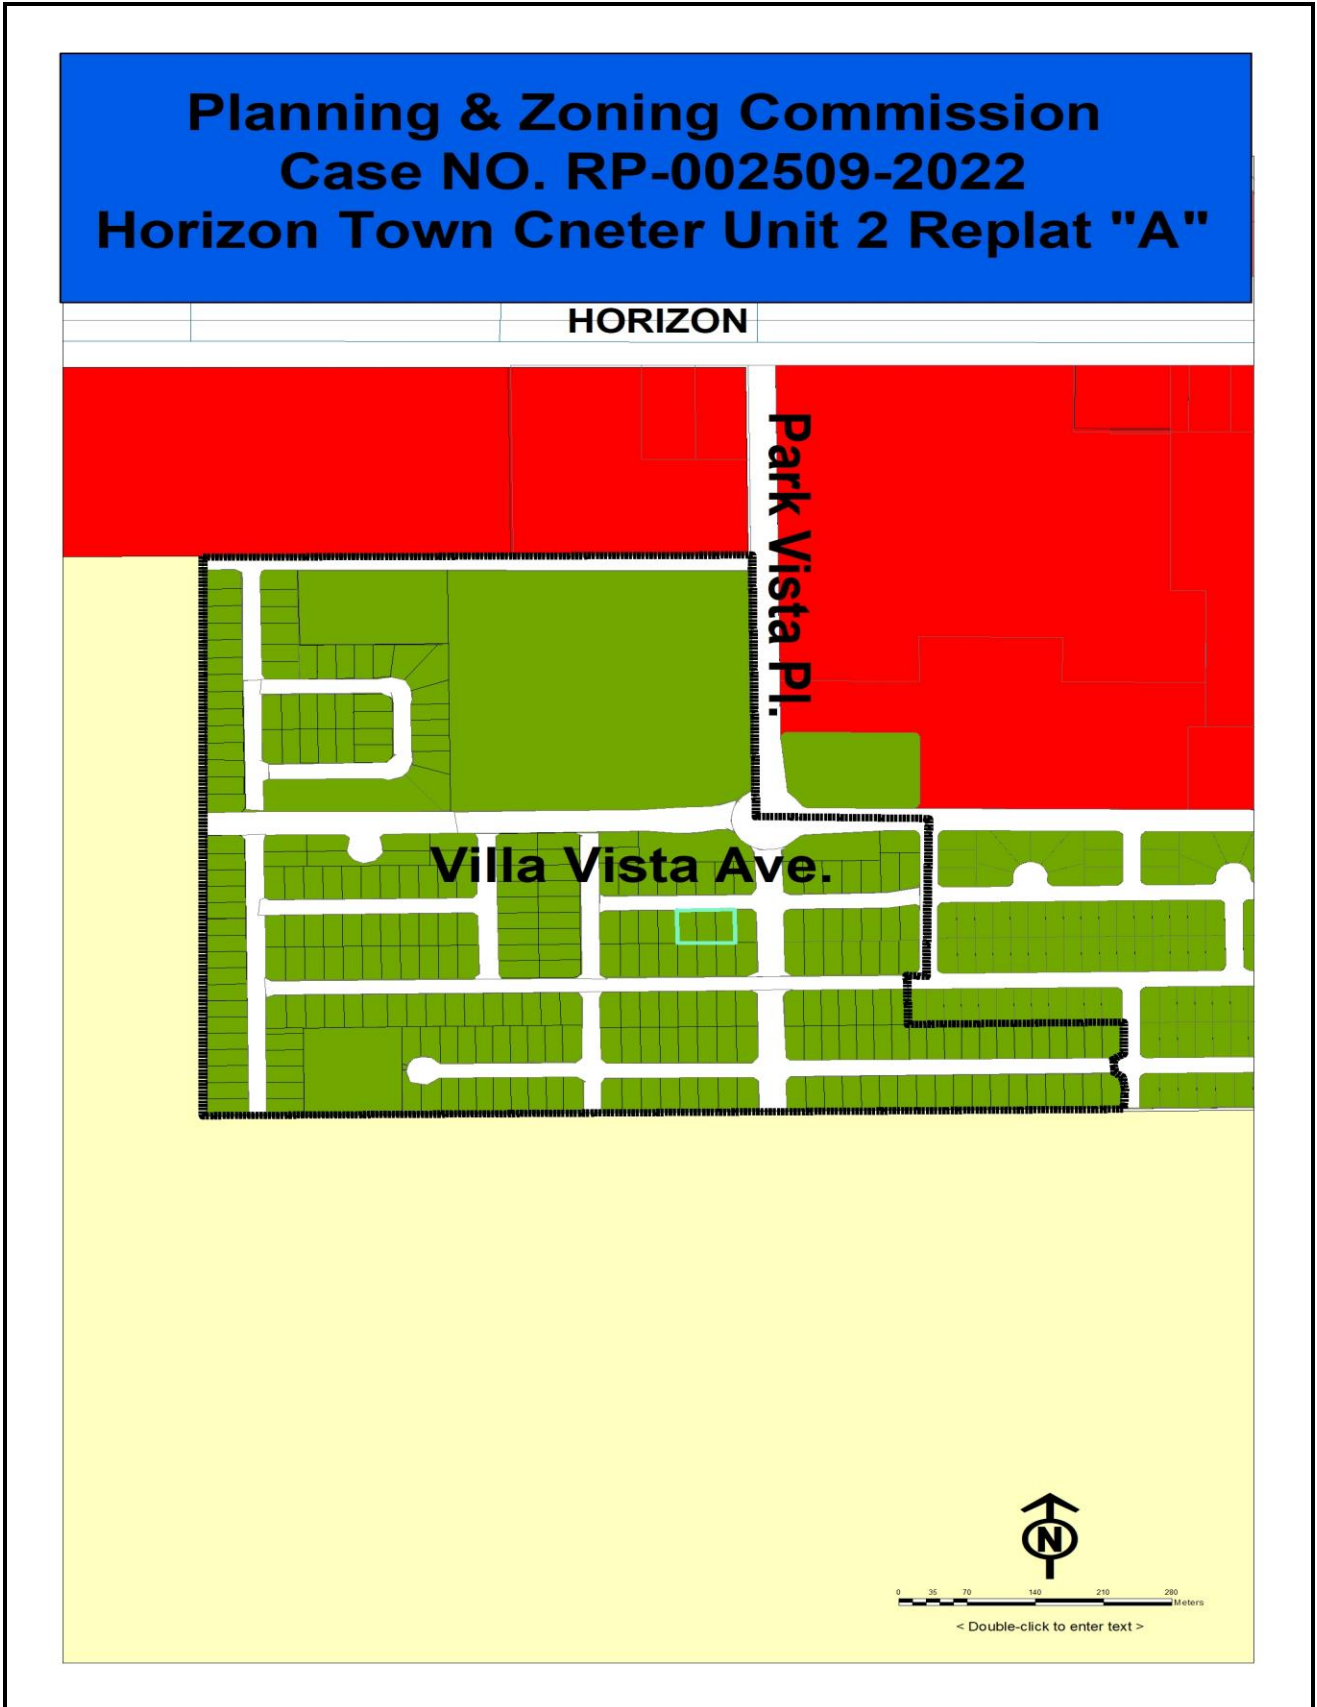 Planning & Zoning Commission
Case NO. RP-002509-2022
Horizon Town Cneter Unit 2 Replat "A"
HORIZON
Park Vista Pl.
Villa Vista Ave.
N
0 35 70 140 210 280
Meters
< Double-click to enter text >